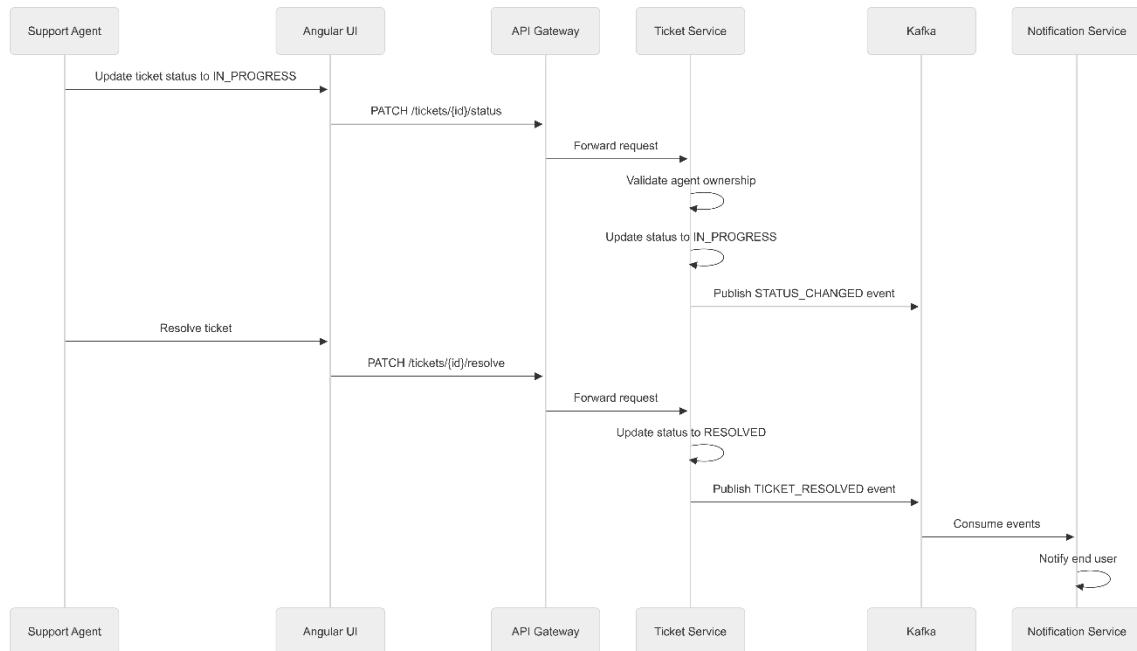 Support Agent
Angular UI
API Gateway
Ticket Service
Kafka
Notification Service
Update ticket status to IN_PROGRESS
PATCH /tickets/{id}/status
Forward request
Validate agent ownership
Update status to IN_PROGRESS
Publish STATUS_CHANGED event
Resolve ticket
PATCH /tickets/{id}/resolve
Forward request
Update status to RESOLVED
Publish TICKET_RESOLVED event
Consume events
Notify end user
Support Agent
Angular UI
API Gateway
Ticket Service
Kafka
Notification Service